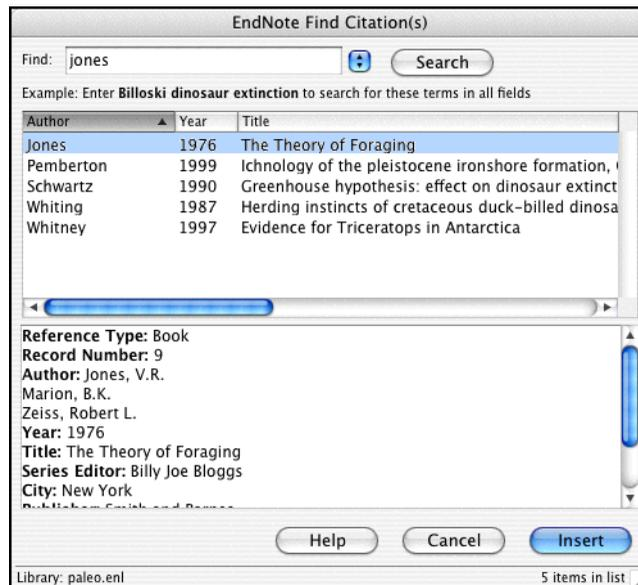 EndNote Find Citation(s)
Find: jones Search
Example: Enter Billoski dinosaur extinction to search for these terms in all fields
Author Year Title
Jones 1976 The Theory of Foraging
Pemberton 1999 Ichnology of the pleistocene ironshore formation,
Schwartz 1990 Greenhouse hypothesis: effect on dinosaur extinct
Whiting 1987 Herding instincts of cretaceous duck-billed dinosa
Whitney 1997 Evidence for Triceratops in Antarctica
Reference Type: Book
Record Number: 9
Author: Jones, V.R.
Marion, B.K.
Zeiss, Robert L.
Year: 1976
Title: The Theory of Foraging
Series Editor: Billy Joe Bloggs
City: New York
Publisher: Smith and Barnes
Help Cancel Insert
Library: paleo.enl 5 items in list